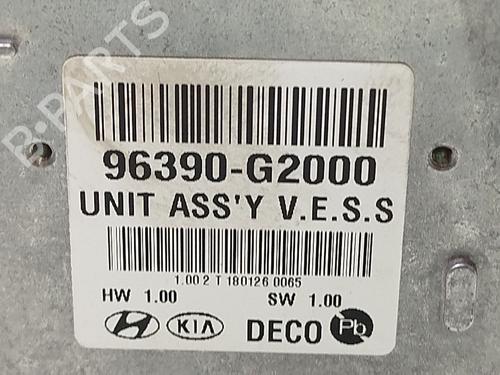 B-PARTS
96390-G2000
UNIT ASS'Y V.E.S.S
1.00 2 T 180126 0065
HW 1.00 SW 1.00
KIA DECO Pb